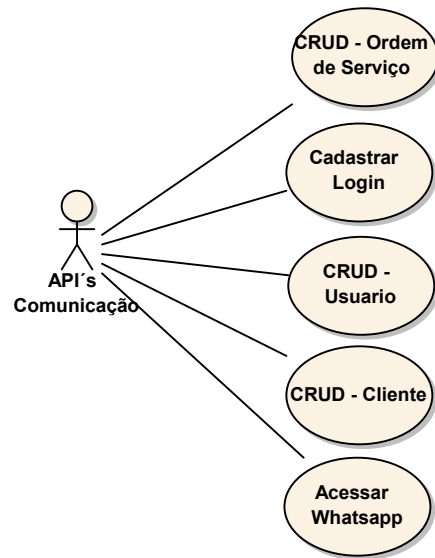 CRUD - Ordem
de Serviço
Cadastrar
Login
CRUD -
Usuario
CRUD - Cliente
Acessar
Whatsapp
API´s
Comunicação